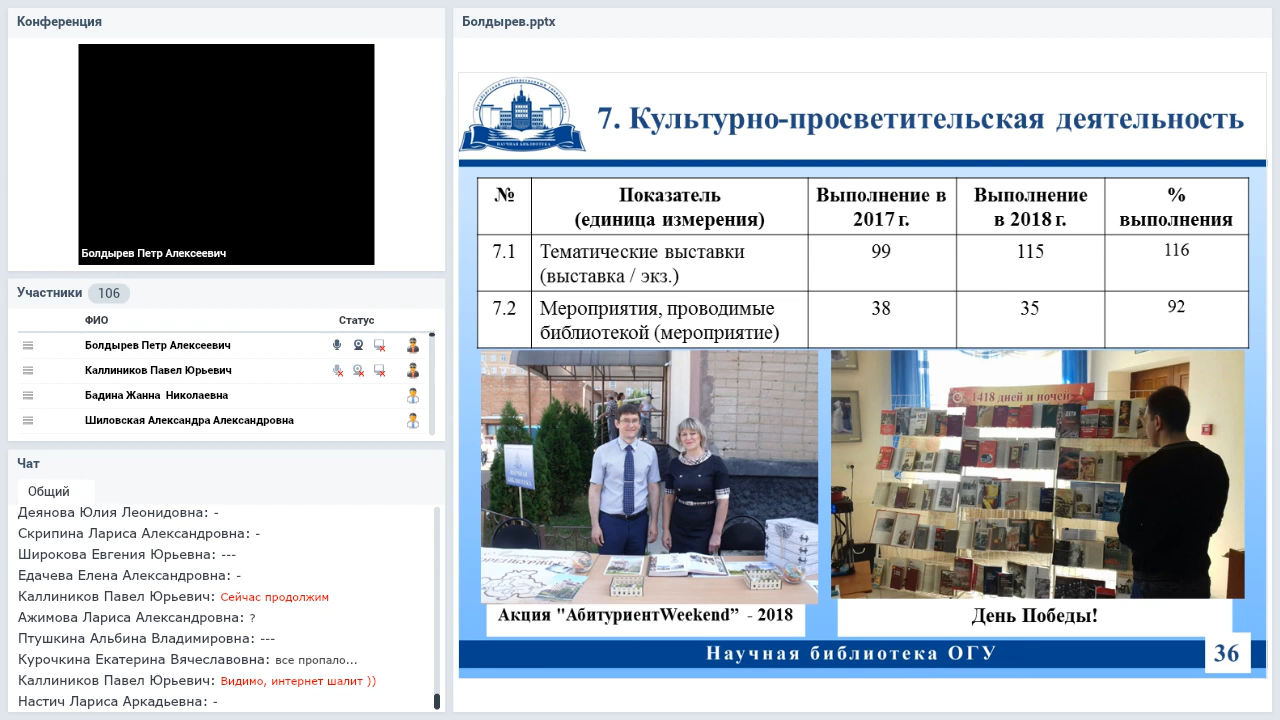 Конференция
Болдырев Петр Алексеевич
Участники 106
ФИО Статус
Болдырев Петр Алексеевич
Каллиников Павел Юрьевич
Бадина Жанна Николаевна
Шиловская Александра Александровна
Чат
Общий
Деянова Юлия Леонидовна: -
Скрипина Лариса Александровна: -
Широкова Евгения Юрьевна: ---
Едачева Елена Александровна: -
Каллиников Павел Юрьевич: Сейчас продолжим
Ажимова Лариса Александровна: ?
Птушкина Альбина Владимировна: ---
Курочкина Екатерина Вячеславовна: все пропало...
Каллиников Павел Юрьевич: Видимо, интернет шалит ))
Настич Лариса Аркадьевна: -
Болдырев.pptx
НАУЧНАЯ БИБЛИОТЕКА
7. Культурно-просветительская деятельность
№ Показатель (единица измерения) Выполнение в 2017 г. Выполнение в 2018 г. % выполнения
7.1 Тематические выставки (выставка / экз.) 99 115 116
7.2 Мероприятия, проводимые библиотекой (мероприятие) 38 35 92
1418 дней и ночей
Акция "АбитуриентWeekend” - 2018
День Победы!
Научная библиотека ОГУ
36